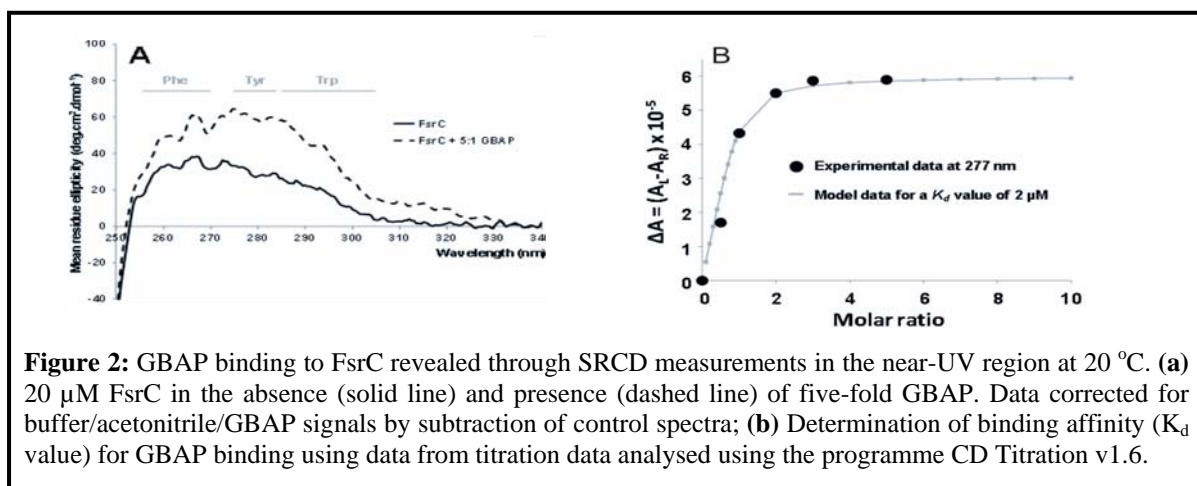 A
B
100
80
60
40
20
0
-20
-40
Phe
Tyr
Trp
FsrC
FsrC + 5:1 GBAP
250
260
270
280
290
300
310
320
330
340
Wavelength (nm)
Mean residue ellipticity (deg.cm².dmol⁻¹)
6
5
4
3
2
1
0
ΔA = (A_L-A_R) x 10⁻⁵
Experimental data at 277 nm
Model data for a K_d value of 2 µM
0
2
4
6
8
10
Molar ratio
Figure 2: GBAP binding to FsrC revealed through SRCD measurements in the near-UV region at 20 °C. (a)
20 µM FsrC in the absence (solid line) and presence (dashed line) of five-fold GBAP. Data corrected for
buffer/acetonitrile/GBAP signals by subtraction of control spectra; (b) Determination of binding affinity (K_d
value) for GBAP binding using data from titration data analysed using the programme CD Titration v1.6.